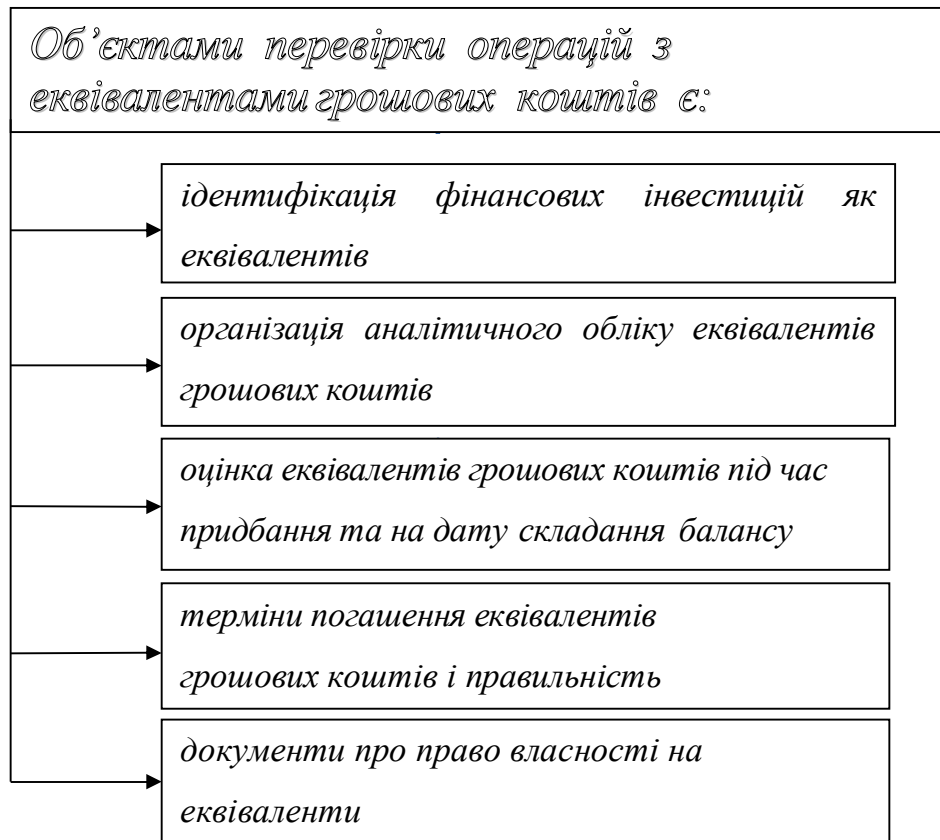 Об’єктами перевірки операцій з
еквівалентами грошових коштів є:
ідентифікація фінансових інвестицій як
еквівалентів
організація аналітичного обліку еквівалентів
грошових коштів
оцінка еквівалентів грошових коштів під час
придбання та на дату складання балансу
терміни погашення еквівалентів
грошових коштів і правильність
документи про право власності на
еквіваленти